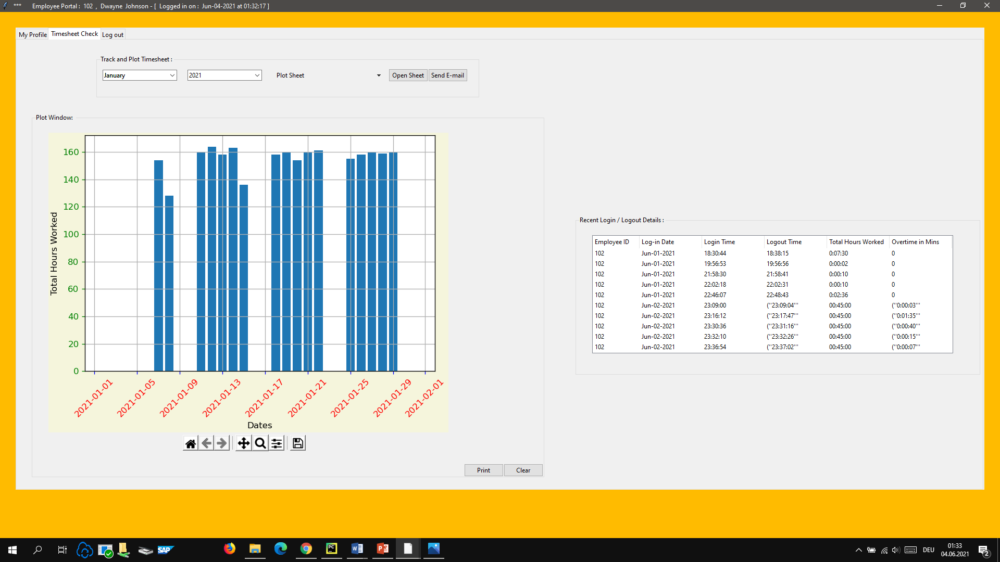 *** Employee Portal : 102 , Dwayne Johnson - [ Logged in on : Jun-04-2021 at 01:32:17 ]
My Profile Timesheet Check Log out
Track and Plot Timesheet :
January 2021 Plot Sheet Open Sheet Send E-mail
Plot Window:
160
140
120
100
80
60
40
20
0
Total Hours Worked
2021-01-01 2021-01-05 2021-01-09 2021-01-13 2021-01-17 2021-01-21 2021-01-25 2021-01-29 2021-02-01
Dates
Print Clear
Recent Login / Logout Details :
Employee ID Log-in Date Login Time Logout Time Total Hours Worked Overtime in Mins
102 Jun-01-2021 18:30:44 18:38:15 0:07:30 0
102 Jun-01-2021 19:56:53 19:56:56 0:00:02 0
102 Jun-01-2021 21:58:30 21:58:41 0:00:10 0
102 Jun-01-2021 22:02:18 22:02:31 0:00:10 0
102 Jun-01-2021 22:46:07 22:48:43 0:02:36 0
102 Jun-02-2021 23:09:00 (''23:09:04''' 00:45:00 (''0:00:03'''
102 Jun-02-2021 23:16:12 (''23:17:47''' 00:45:00 (''0:01:35'''
102 Jun-02-2021 23:30:36 (''23:31:16''' 00:45:00 (''0:00:40'''
102 Jun-02-2021 23:32:10 (''23:32:26''' 00:45:00 (''0:00:15'''
102 Jun-02-2021 23:36:54 (''23:37:02''' 00:45:00 (''0:00:07'''
SAP PC W P DEU 01:33
04.06.2021 2